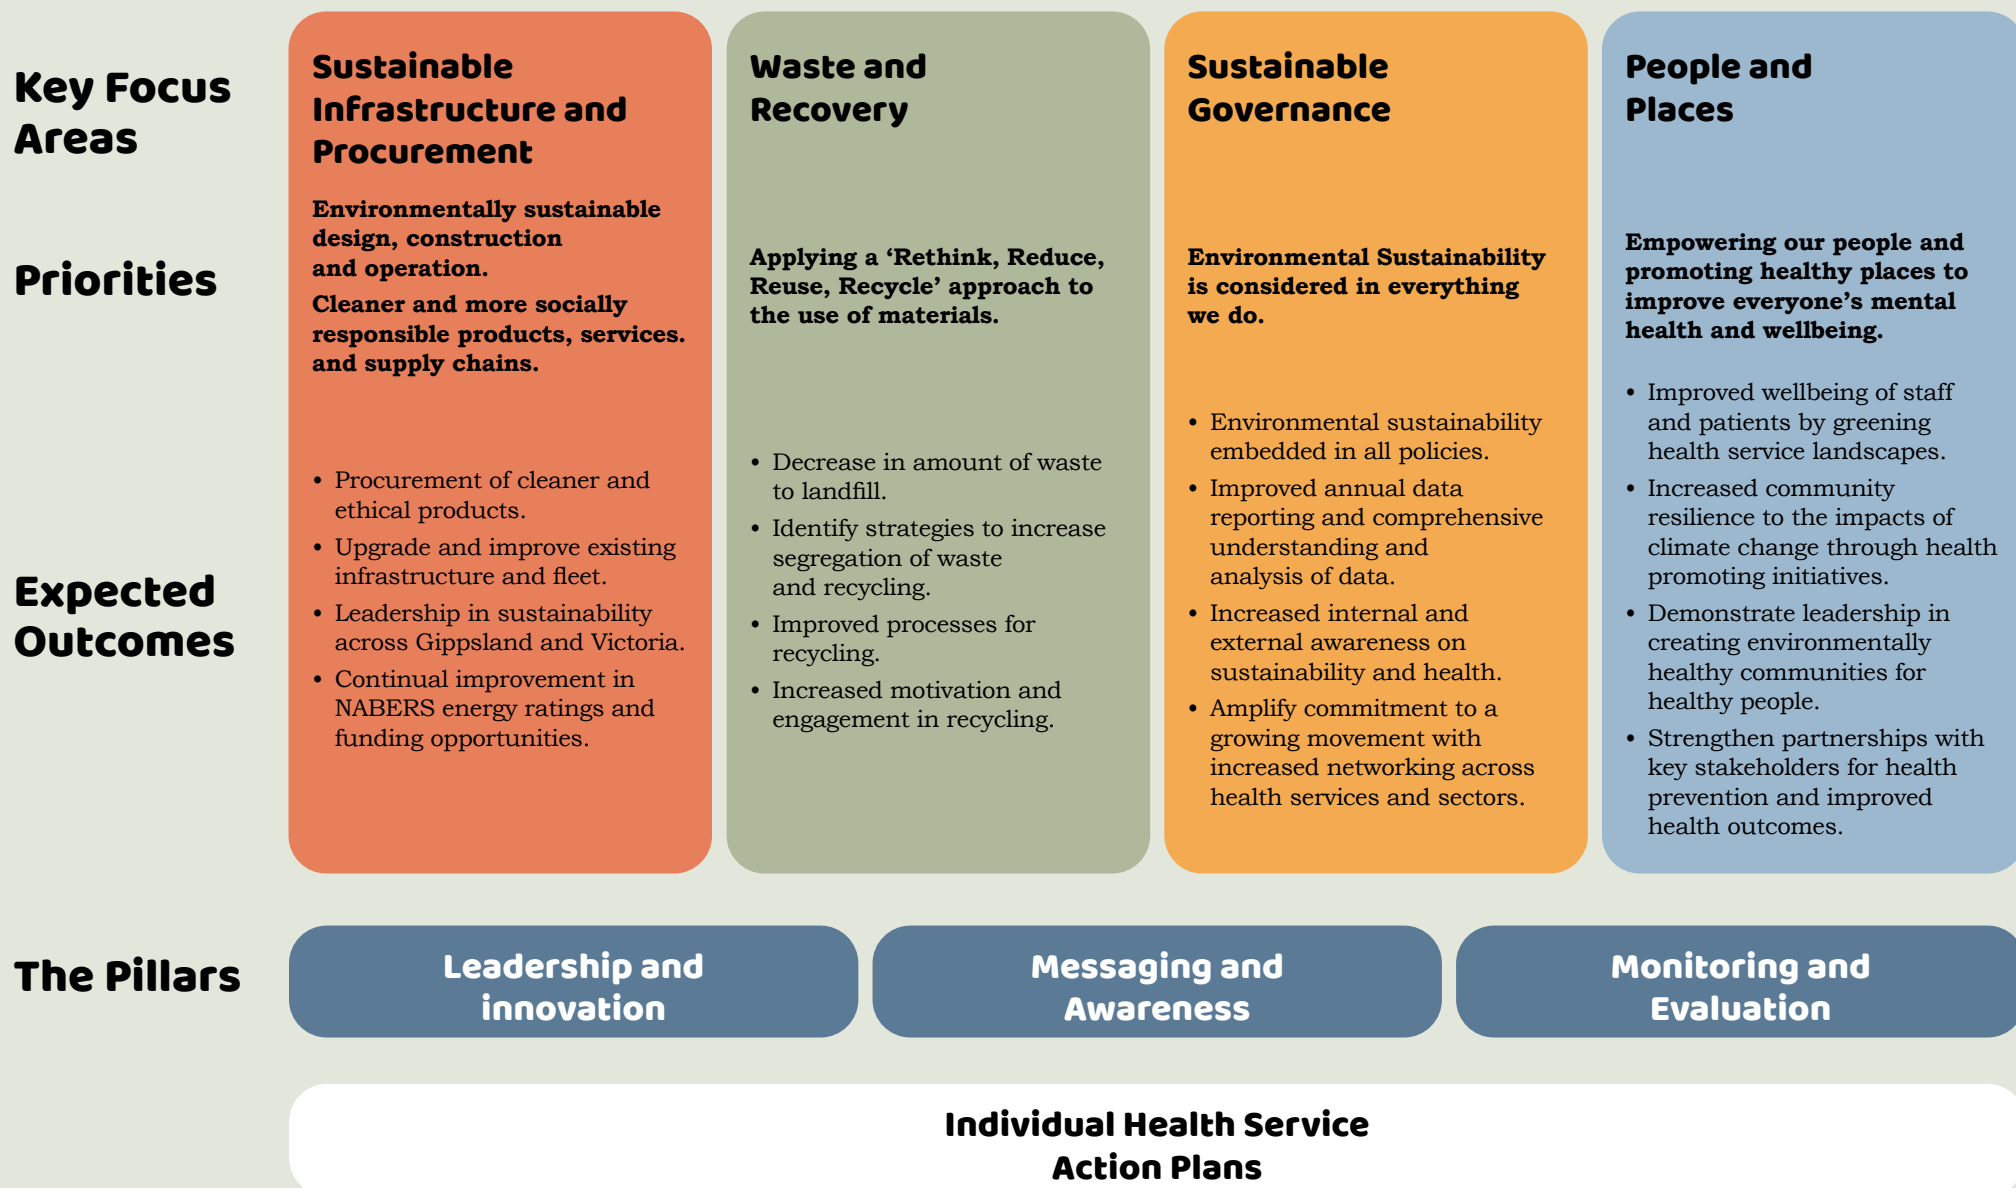 Key Focus
Areas
Sustainable
Infrastructure and
Procurement
Waste and
Recovery
Sustainable
Governance
People and
Places
Priorities
Environmentally sustainable
design, construction
and operation.
Cleaner and more socially
responsible products, services.
and supply chains.
Applying a ‘Rethink, Reduce,
Reuse, Recycle’ approach to
the use of materials.
Environmental Sustainability
is considered in everything
we do.
Empowering our people and
promoting healthy places to
improve everyone’s mental
health and wellbeing.
Expected
Outcomes
• Procurement of cleaner and
ethical products.
• Upgrade and improve existing
infrastructure and fleet.
• Leadership in sustainability
across Gippsland and Victoria.
• Continual improvement in
NABERS energy ratings and
funding opportunities.
• Decrease in amount of waste
to landfill.
• Identify strategies to increase
segregation of waste
and recycling.
• Improved processes for
recycling.
• Increased motivation and
engagement in recycling.
• Environmental sustainability
embedded in all policies.
• Improved annual data
reporting and comprehensive
understanding and
analysis of data.
• Increased internal and
external awareness on
sustainability and health.
• Amplify commitment to a
growing movement with
increased networking across
health services and sectors.
• Improved wellbeing of staff
and patients by greening
health service landscapes.
• Increased community
resilience to the impacts of
climate change through health
promoting initiatives.
• Demonstrate leadership in
creating environmentally
healthy communities for
healthy people.
• Strengthen partnerships with
key stakeholders for health
prevention and improved
health outcomes.
The Pillars
Leadership and
innovation
Messaging and
Awareness
Monitoring and
Evaluation
Individual Health Service
Action Plans